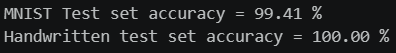 MNIST Test set accuracy = 99.41 %
Handwritten test set accuracy = 100.00 %